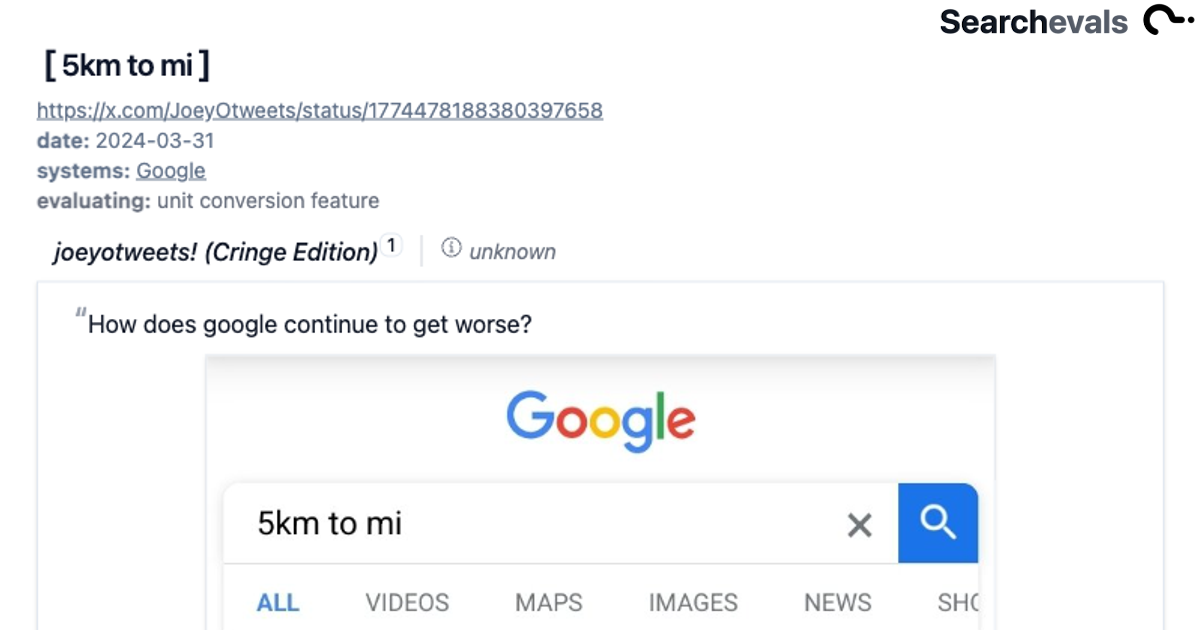 Searchevals
[ 5km to mi ]
https://x.com/JoeyOtweets/status/1774478188380397658
date: 2024-03-31
systems: Google
evaluating: unit conversion feature
joeyotweets! (Cringe Edition) 1 unknown
“How does google continue to get worse?
Google
5km to mi
ALL VIDEOS MAPS IMAGES NEWS SHO